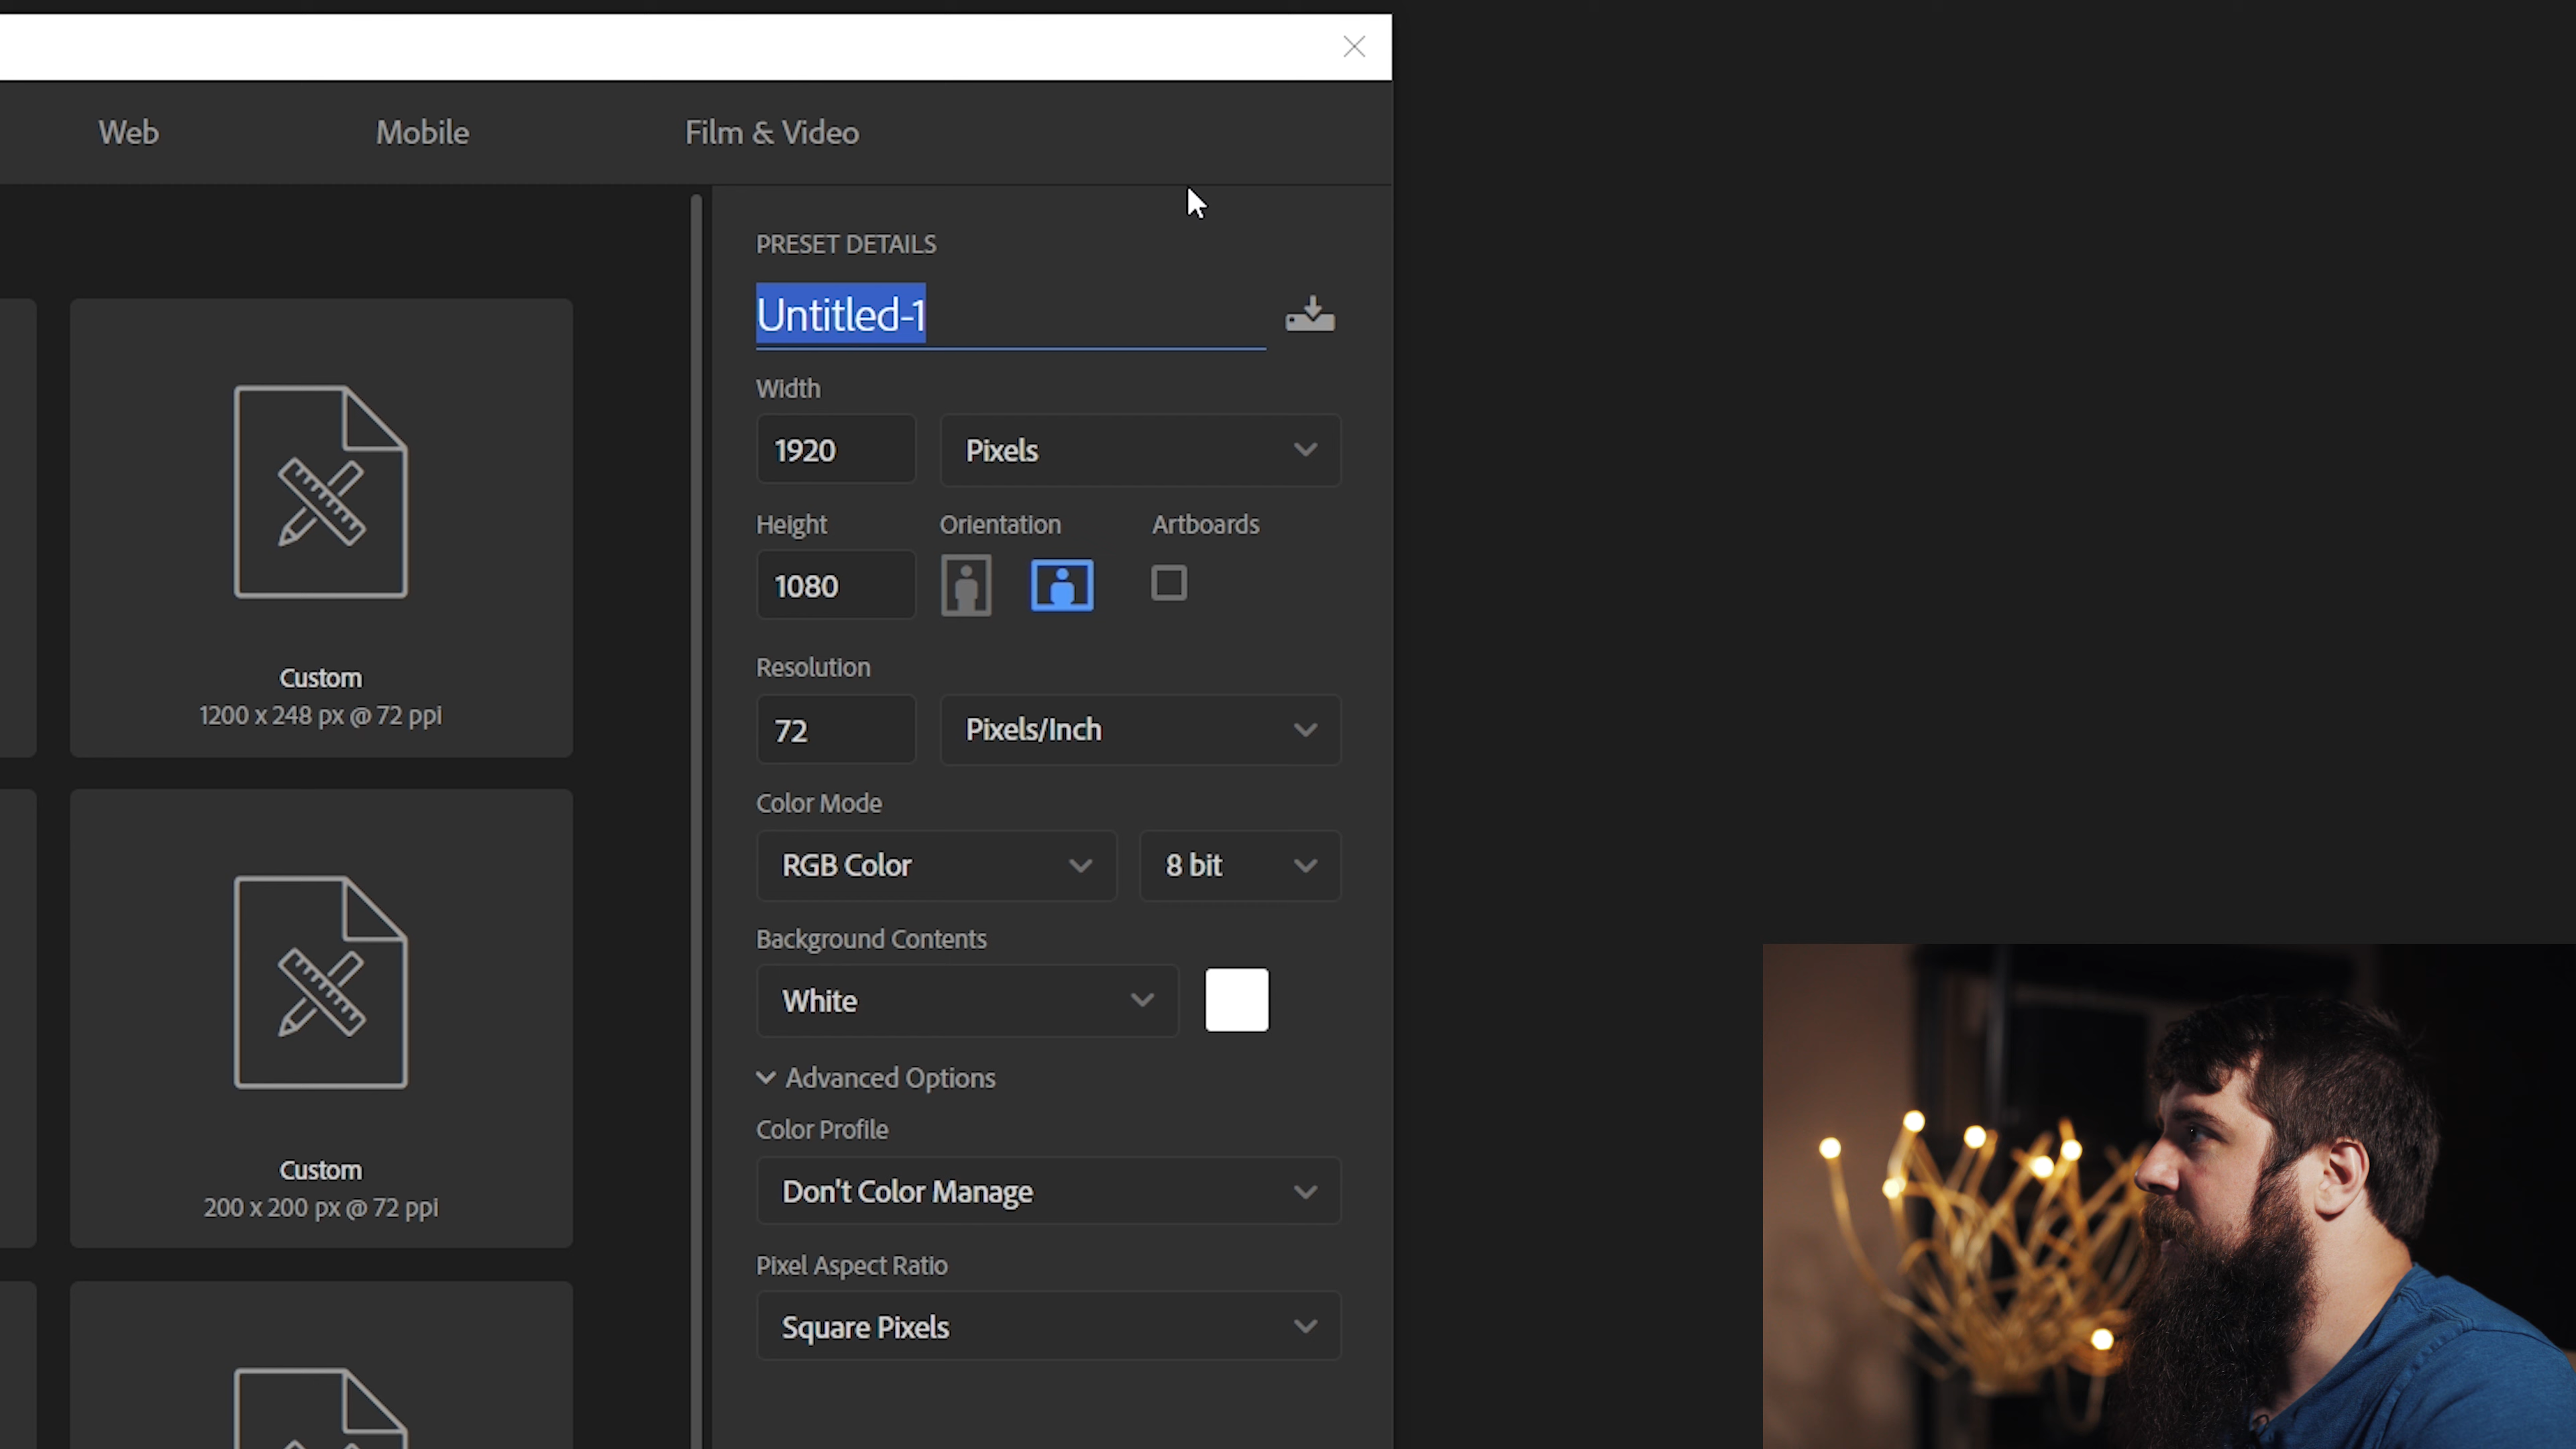 Web Mobile Film & Video
PRESET DETAILS
Untitled-1
Width
1920 Pixels
Height Orientation Artboards
1080
Resolution
72 Pixels/Inch
Color Mode
RGB Color 8 bit
Background Contents
White
Advanced Options
Color Profile
Don't Color Manage
Pixel Aspect Ratio
Square Pixels
Custom
1200 x 248 px @ 72 ppi
Custom
200 x 200 px @ 72 ppi